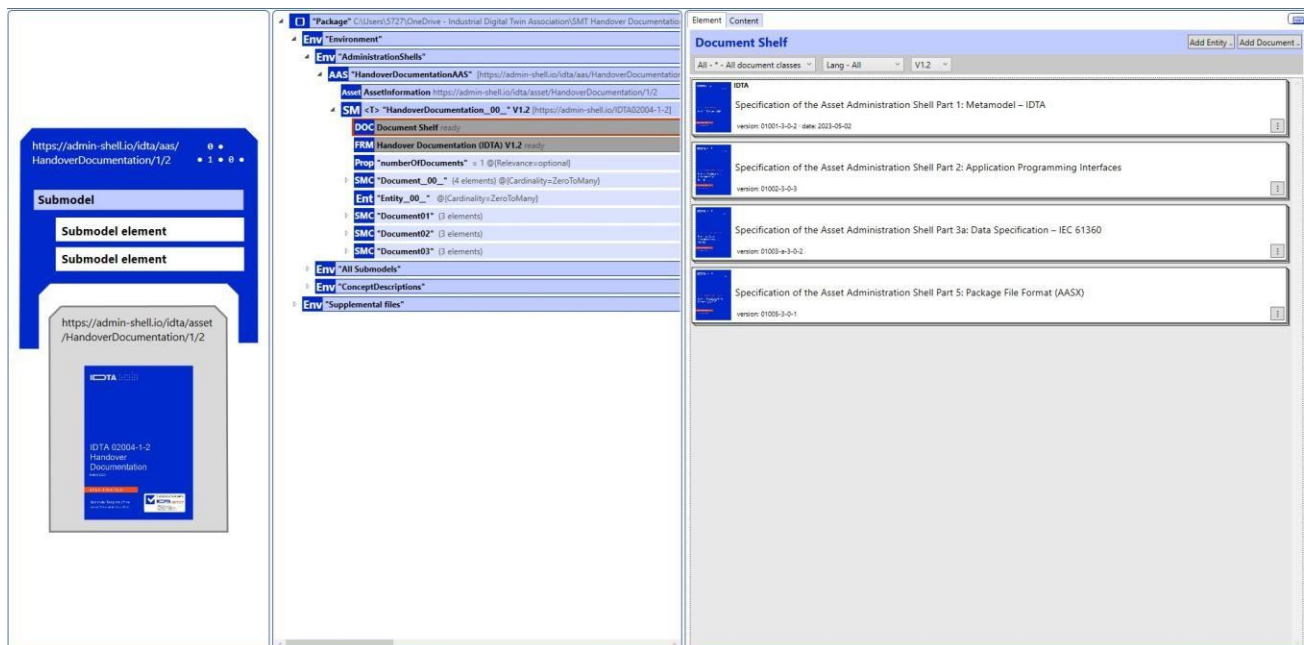 https://admin-shell.io/idta/aas/
HandoverDocumentation/1/2
0
1 0
Submodel
Submodel element
Submodel element
https://admin-shell.io/idta/asset
/HandoverDocumentation/1/2
IDTA
IDTA 02004-1-2
Handover
Documentation
"Package" C:\Users\5727\OneDrive - Industrial Digital Twin Association\SMT Handover Documentatio
Env "Environment"
Env "AdministrationShells"
AAS "HandoverDocumentationAAS" [https://admin-shell.io/idta/aas/HandoverDocumentation
Asset AssetInformation https://admin-shell.io/idta/asset/HandoverDocumentation/1/2
SM <T> "HandoverDocumentation_00_" V1.2 [https://admin-shell.io/IDTA02004-1-2]
DOC Document Shelf ready
FRM Handover Documentation (IDTA) V1.2 ready
Prop "numberOfDocuments" = 1 @{Relevance=optional}
SMC "Document_00_" (4 elements) @{Cardinality=ZeroToMany}
Ent "Entity_00_" @{Cardinality=ZeroToMany}
SMC "Document01" (3 elements)
SMC "Document02" (3 elements)
SMC "Document03" (3 elements)
Env "All Submodels"
Env "ConceptDescriptions"
Env "Supplemental files"
Element Content
Document Shelf
Add Entity .. Add Document ..
All - * - All document classes Lang - All V1.2
IDTA
Specification of the Asset Administration Shell Part 1: Metamodel – IDTA
version: 01001-3-0-2 date: 2023-05-02
Specification of the Asset Administration Shell Part 2: Application Programming Interfaces
version: 01002-3-0-3
Specification of the Asset Administration Shell Part 3a: Data Specification – IEC 61360
version: 01003-a-3-0-2
Specification of the Asset Administration Shell Part 5: Package File Format (AASX)
version: 01005-3-0-1